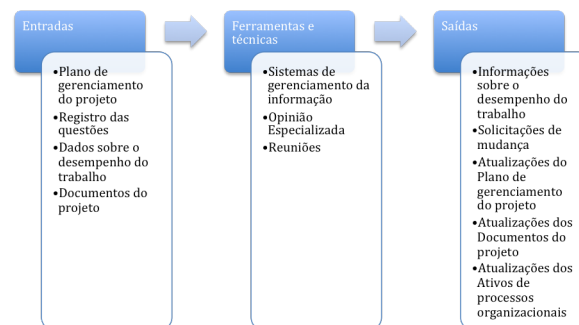 Entradas
•Plano de
gerenciamento
do projeto
•Registro das
questões
•Dados sobre o
desempenho do
trabalho
•Documentos do
projeto
Ferramentas e
técnicas
•Sistemas de
gerenciamento da
informação
•Opinião
Especializada
•Reuniões
Saídas
•Informações
sobre o
desempenho do
trabalho
•Solicitações de
mudança
•Atualizações do
Plano de
gerenciamento
do projeto
•Atualizações dos
Documentos do
projeto
•Atualizações dos
Ativos de
processos
organizacionais